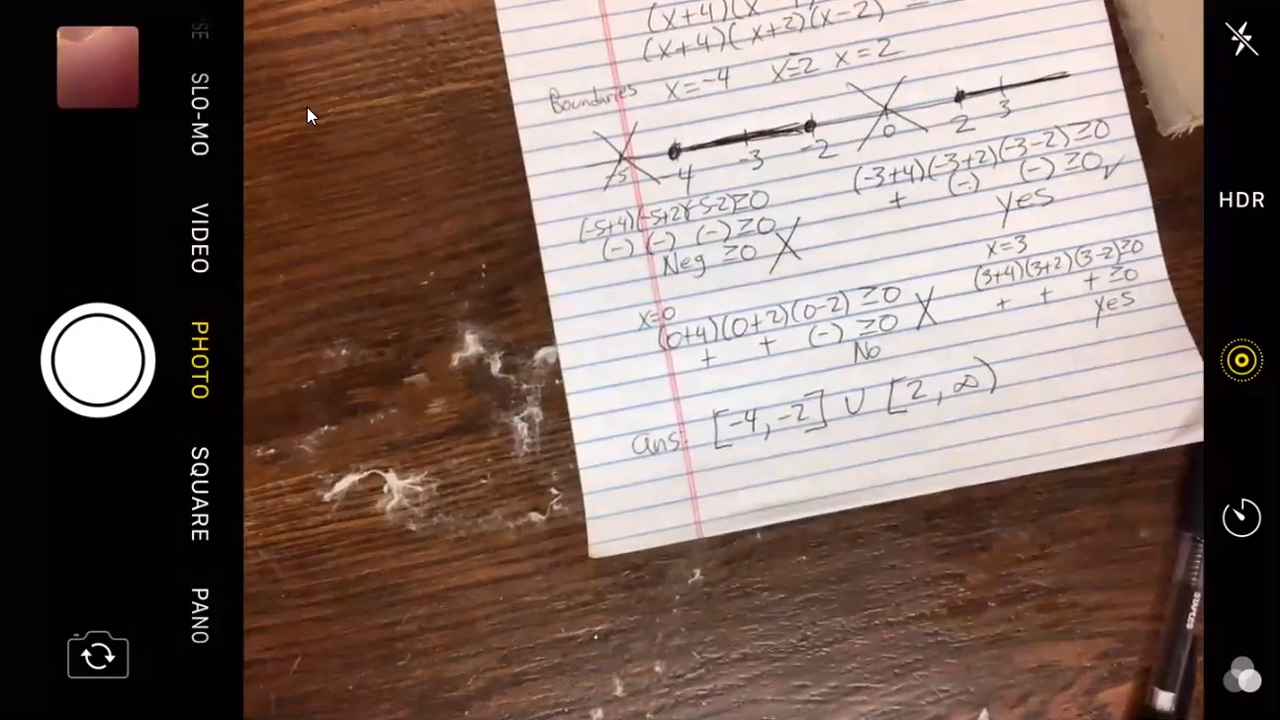 (x+4)(x
(x+4)(x+2)(x-2) =
Boundaries x=-4 x=-2 x=2
-5 -4 -3 -2 0 2 3
(-5+4)(-5+2)(-5-2)≥0
(-) (-) (-) ≥0
Neg ≥0 X
(-3+4)(-3+2)(-3-2)≥0
+ (-) (-) ≥0 ✓
yes
x=0
(0+4)(0+2)(0-2) ≥0
+ + (-) ≥0 X
No
x=3
(3+4)(3+2)(3-2)≥0
+ + + ≥0
yes
Ans: [-4,-2] ∪ [2,∞)
SE
SLO-MO
VIDEO
PHOTO
SQUARE
PANO
HDR